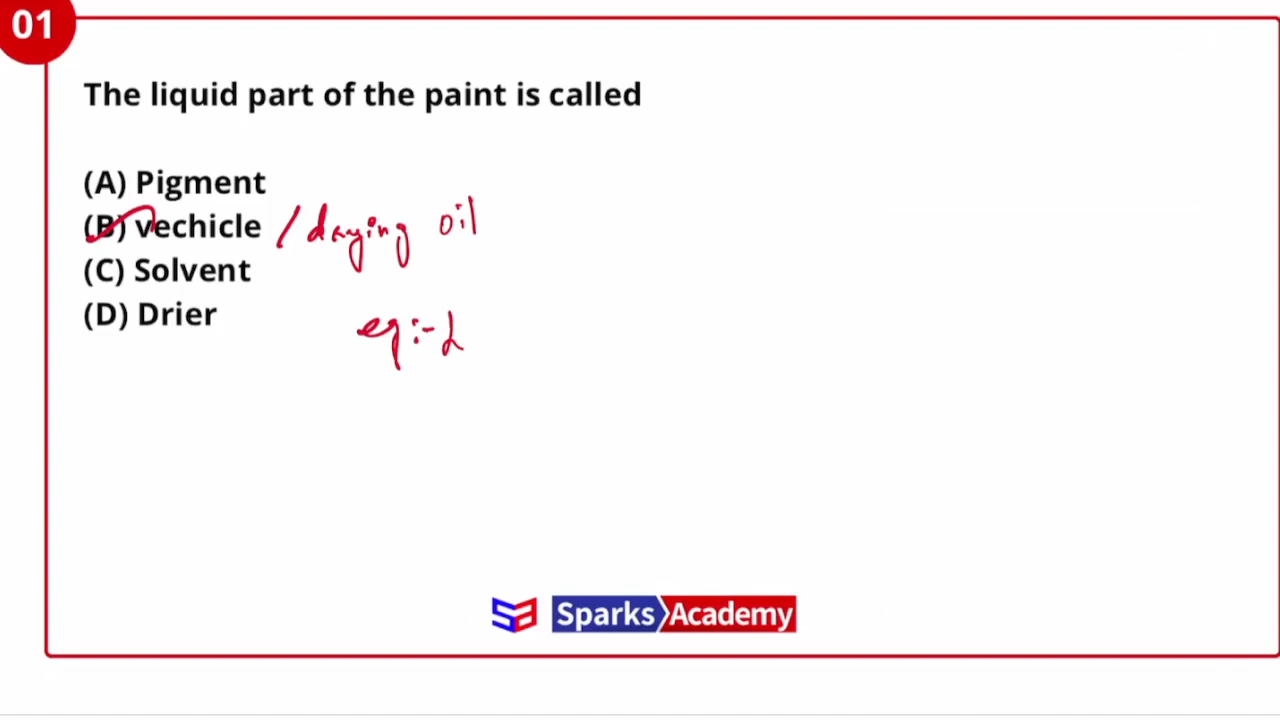 01
The liquid part of the paint is called
(A) Pigment
(B) vechicle / drying oil
(C) Solvent
(D) Drier
eg:- L
Sparks Academy